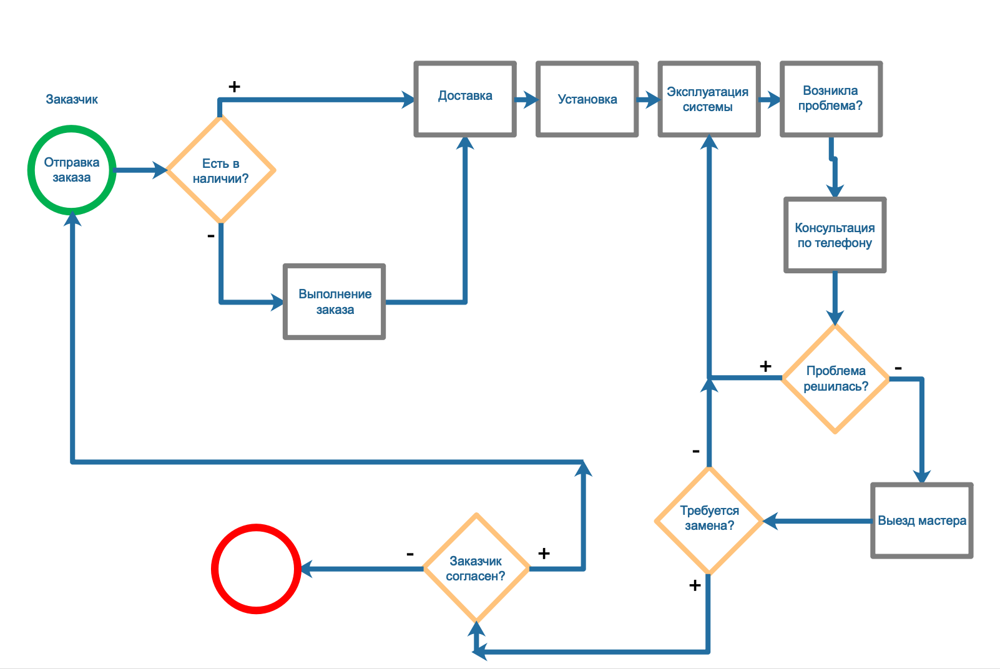 Заказчик
Отправка
заказа
+
Есть в
наличии?
-
Выполнение
заказа
Доставка
Установка
Эксплуатация
системы
Возникла
проблема?
Консультация
по телефону
+
Проблема
решилась?
-
Выезд мастера
-
Требуется
замена?
+
-
Заказчик
согласен?
+